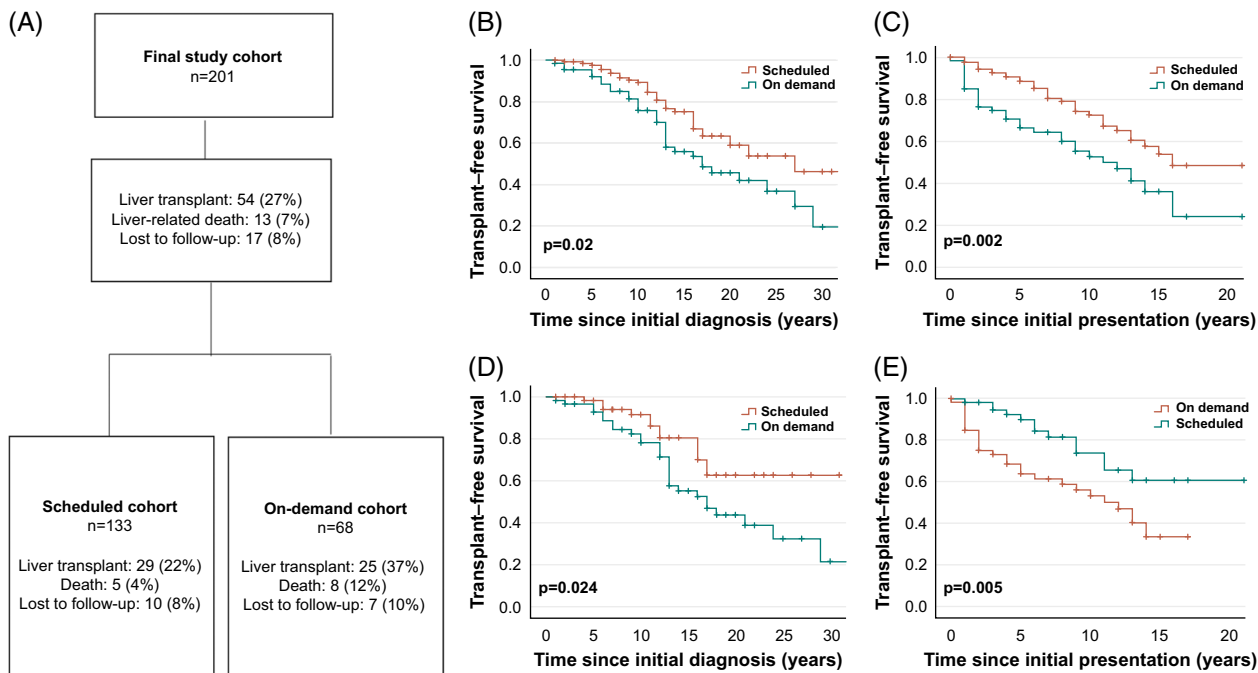 (A)
Final study cohort
n=201
Liver transplant: 54 (27%)
Liver-related death: 13 (7%)
Lost to follow-up: 17 (8%)
Scheduled cohort
n=133
Liver transplant: 29 (22%)
Death: 5 (4%)
Lost to follow-up: 10 (8%)
On-demand cohort
n=68
Liver transplant: 25 (37%)
Death: 8 (12%)
Lost to follow-up: 7 (10%)
(B)
Transplant–free survival
1.0
0.8
0.6
0.4
0.2
0.0
Scheduled
On demand
p=0.02
0 5 10 15 20 25 30
Time since initial diagnosis (years)
(C)
Transplant–free survival
1.0
0.8
0.6
0.4
0.2
0.0
Scheduled
On demand
p=0.002
0 5 10 15 20
Time since initial presentation (years)
(D)
Transplant–free survival
1.0
0.8
0.6
0.4
0.2
0.0
Scheduled
On demand
p=0.024
0 5 10 15 20 25 30
Time since initial diagnosis (years)
(E)
Transplant–free survival
1.0
0.8
0.6
0.4
0.2
0.0
On demand
Scheduled
p=0.005
0 5 10 15 20
Time since initial presentation (years)